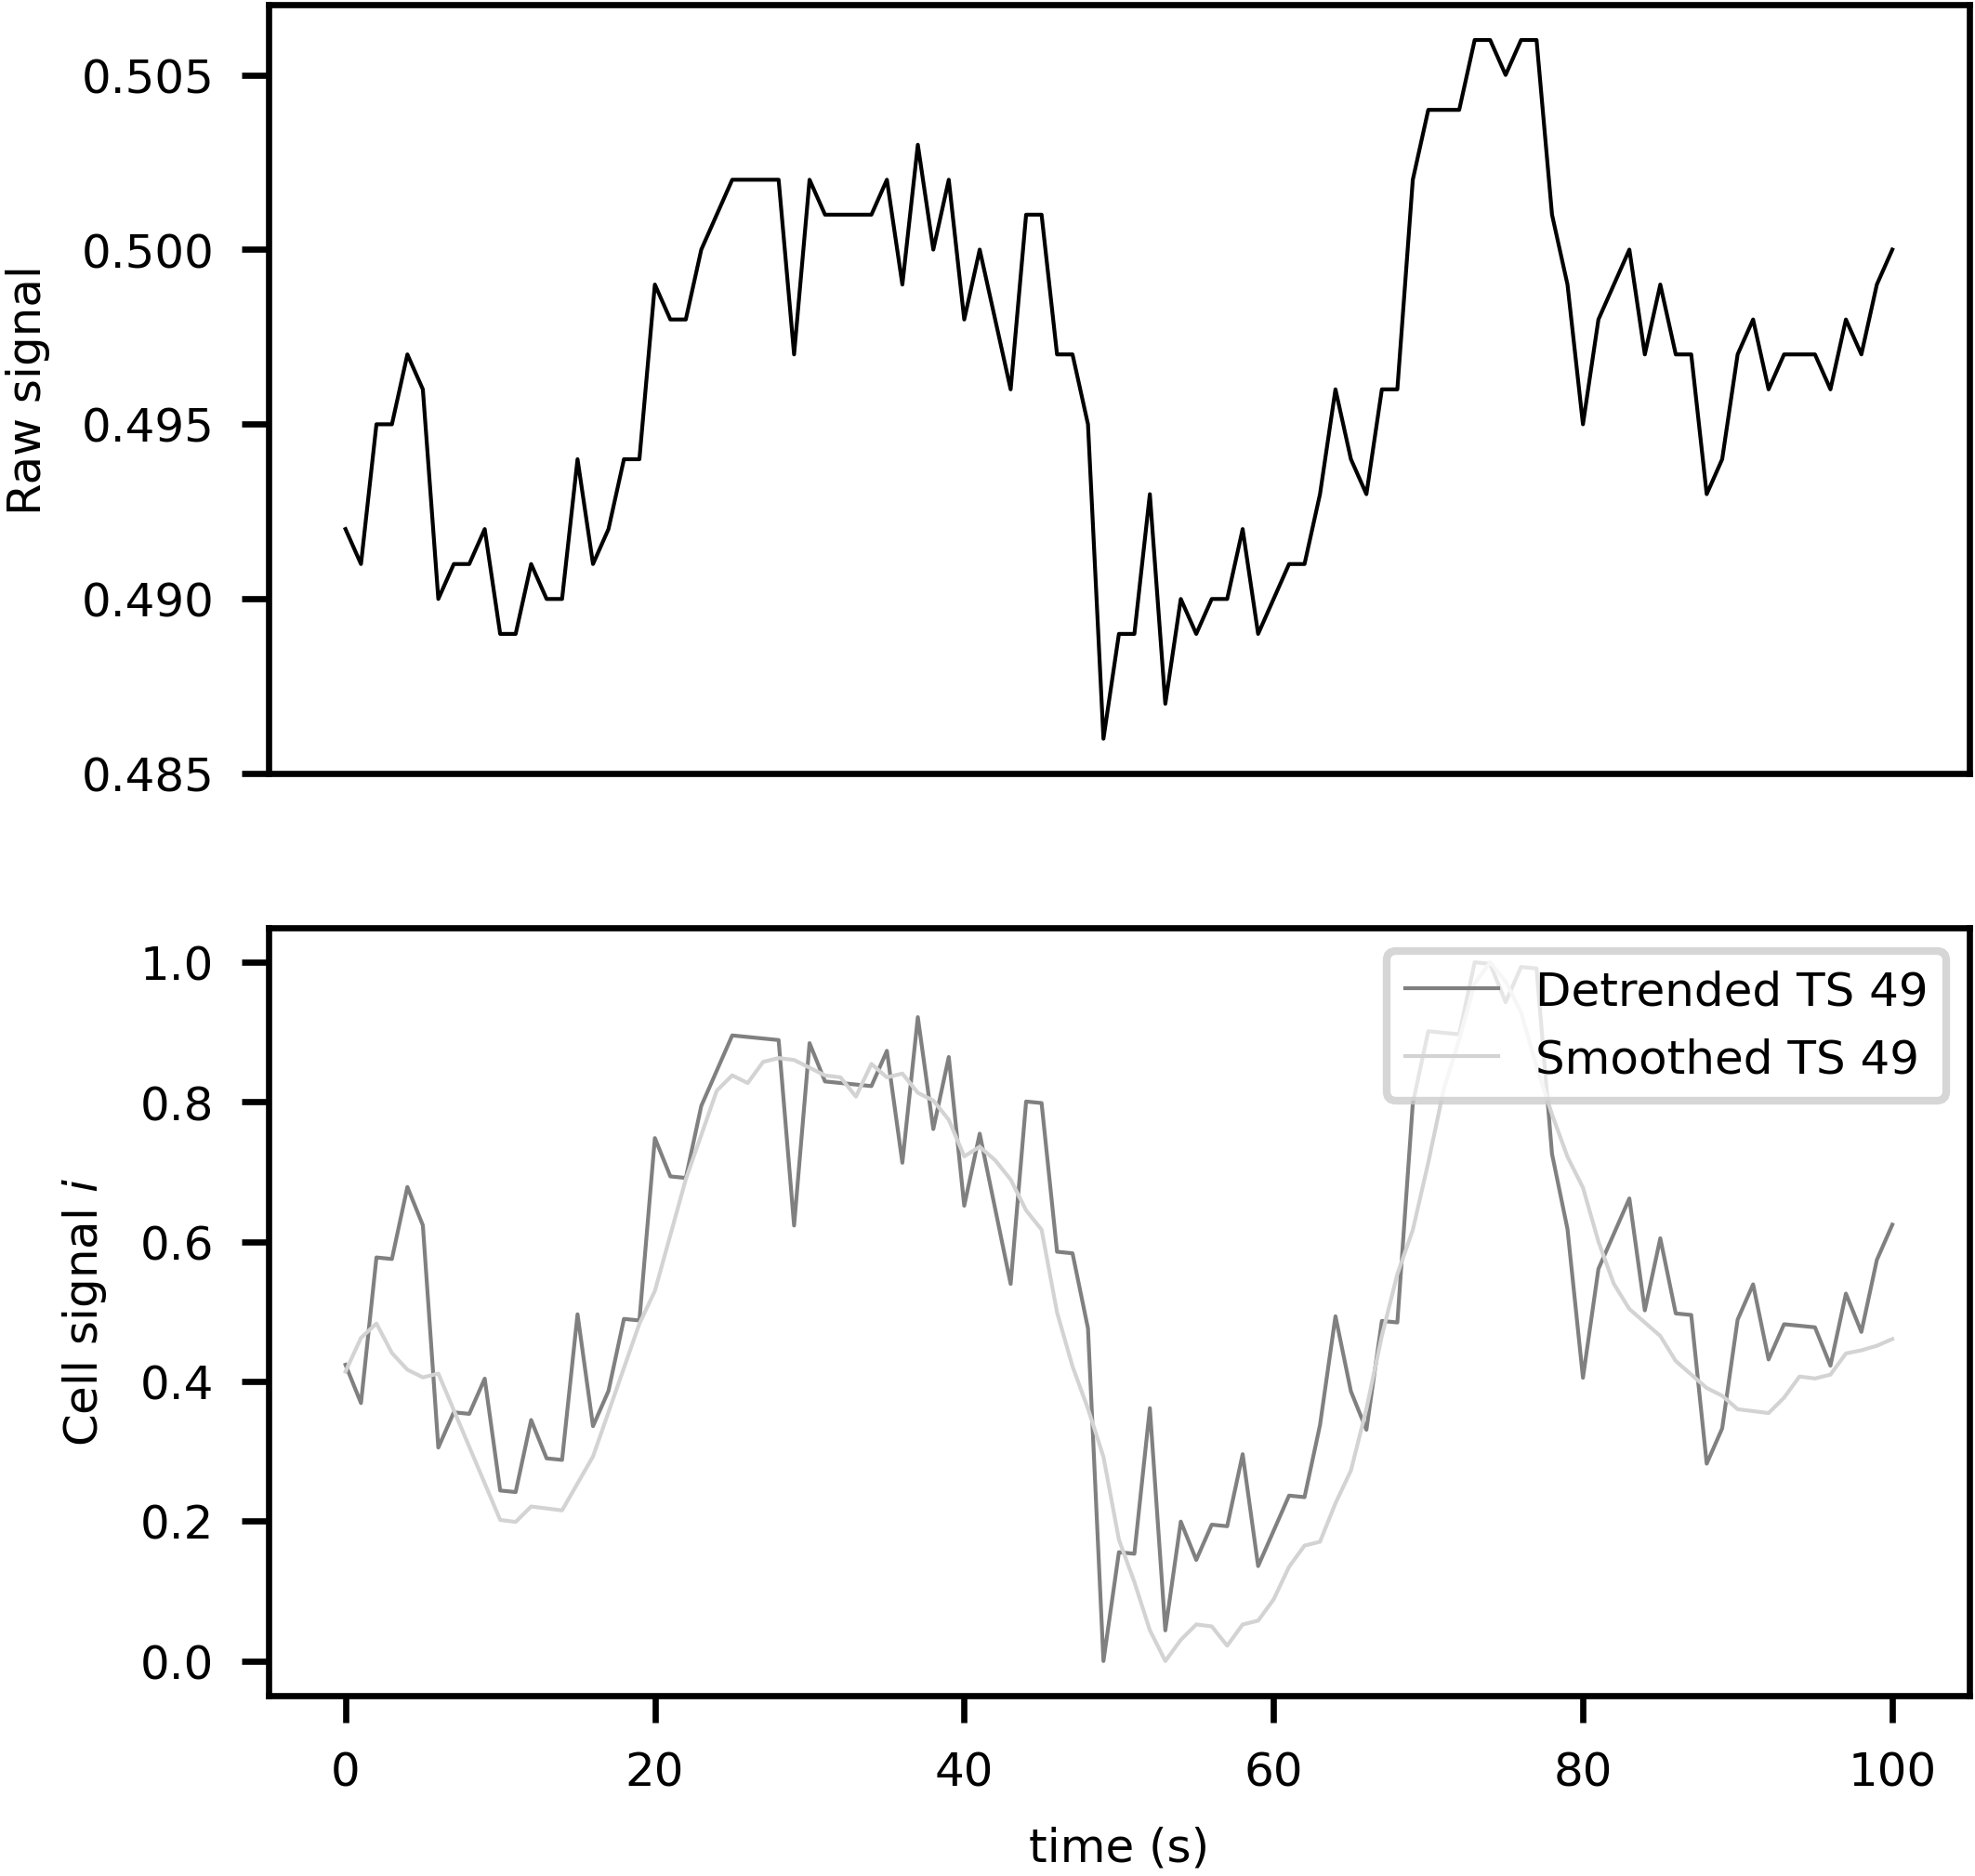 Raw signal
0.505
0.500
0.495
0.490
0.485
Cell signal i
1.0
0.8
0.6
0.4
0.2
0.0
Detrended TS 49
Smoothed TS 49
0 20 40 60 80 100
time (s)